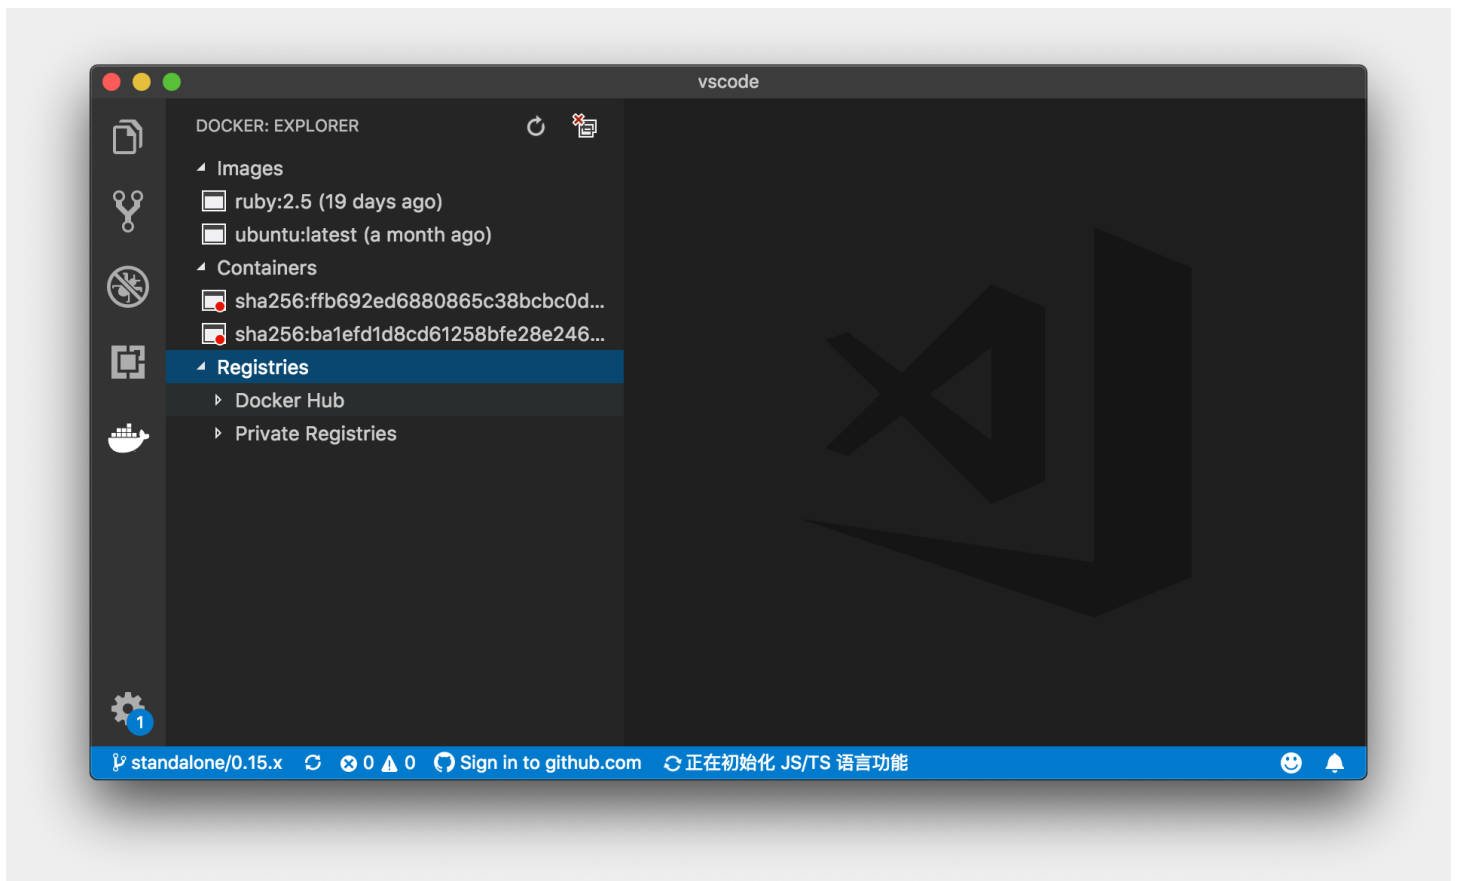 vscode
DOCKER: EXPLORER
Images
ruby:2.5 (19 days ago)
ubuntu:latest (a month ago)
Containers
sha256:ffb692ed6880865c38bcbc0d...
sha256:ba1efd1d8cd61258bfe28e246...
Registries
Docker Hub
Private Registries
1
standalone/0.15.x 0 0 Sign in to github.com 正在初始化 JS/TS 语言功能